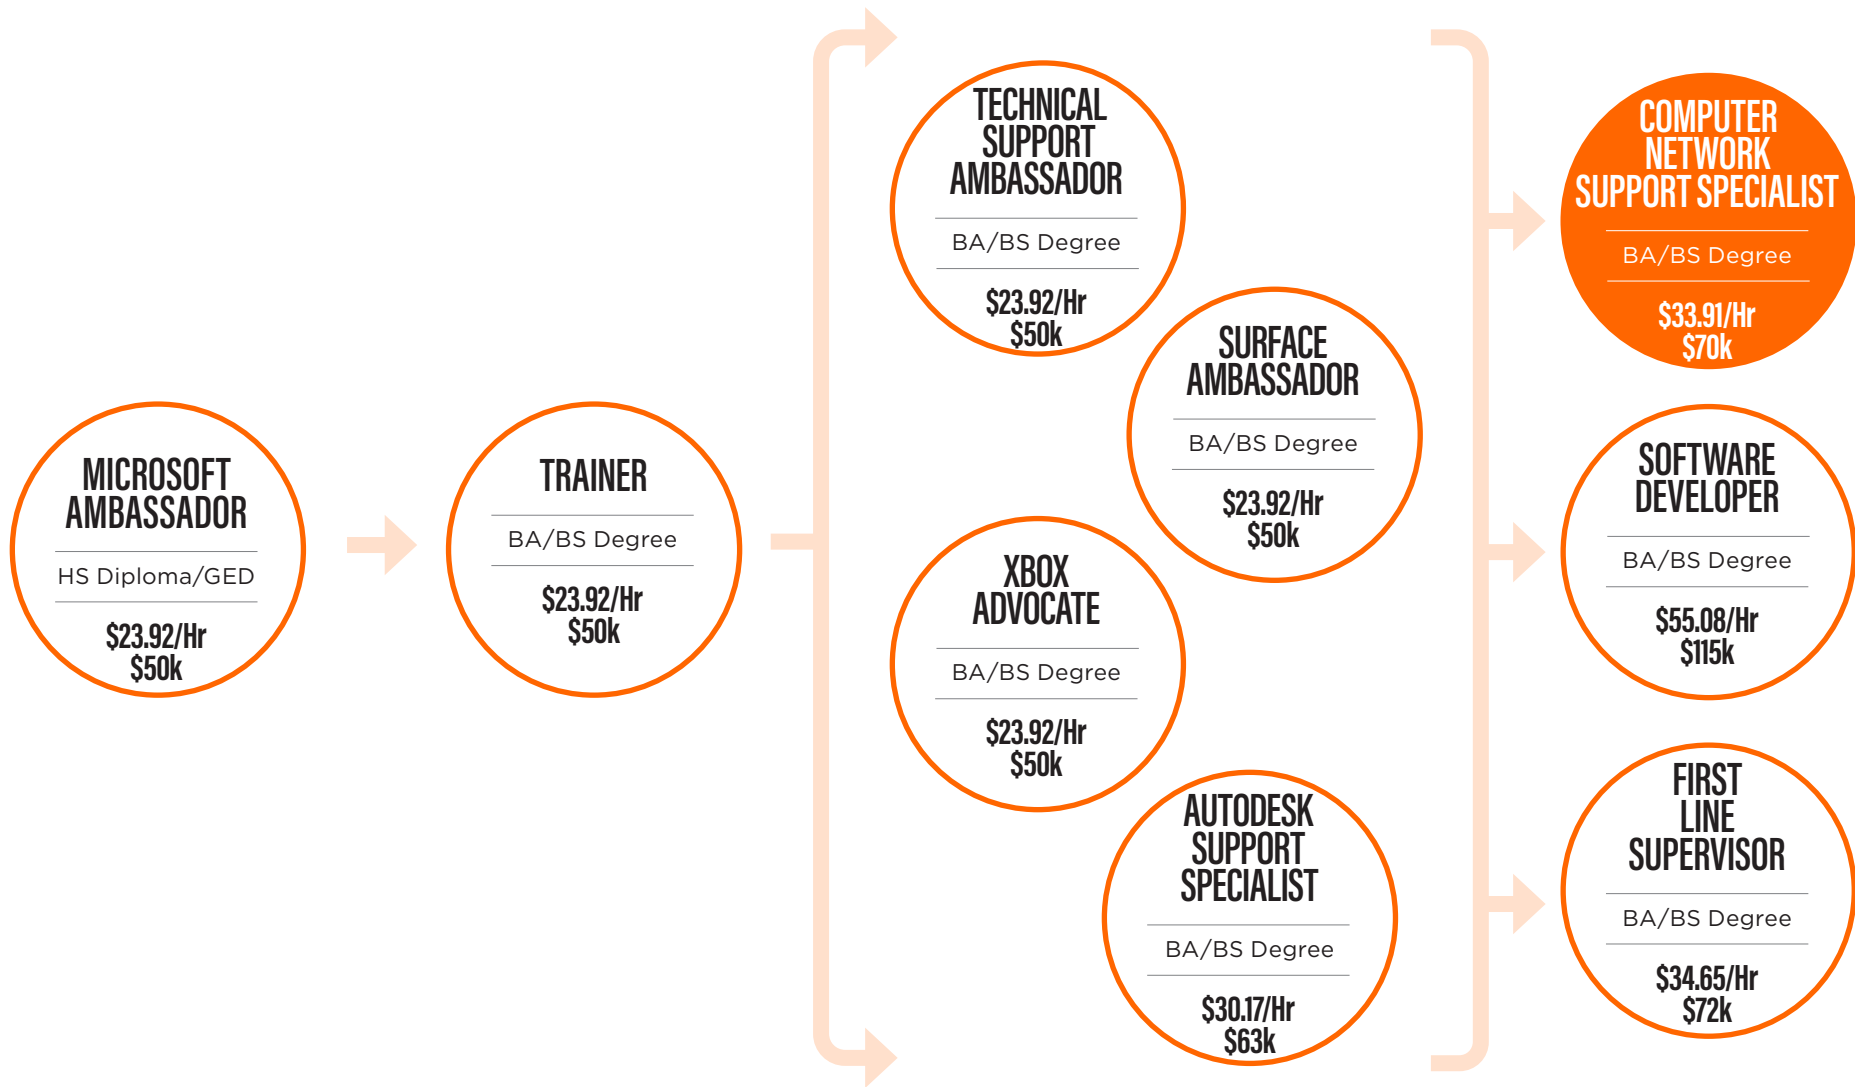 MICROSOFT
AMBASSADOR
HS Diploma/GED
$23.92/Hr
$50k
TRAINER
BA/BS Degree
$23.92/Hr
$50k
TECHNICAL
SUPPORT
AMBASSADOR
BA/BS Degree
$23.92/Hr
$50k
SURFACE
AMBASSADOR
BA/BS Degree
$23.92/Hr
$50k
XBOX
ADVOCATE
BA/BS Degree
$23.92/Hr
$50k
AUTODESK
SUPPORT
SPECIALIST
BA/BS Degree
$30.17/Hr
$63k
COMPUTER
NETWORK
SUPPORT SPECIALIST
BA/BS Degree
$33.91/Hr
$70k
SOFTWARE
DEVELOPER
BA/BS Degree
$55.08/Hr
$115k
FIRST
LINE
SUPERVISOR
BA/BS Degree
$34.65/Hr
$72k